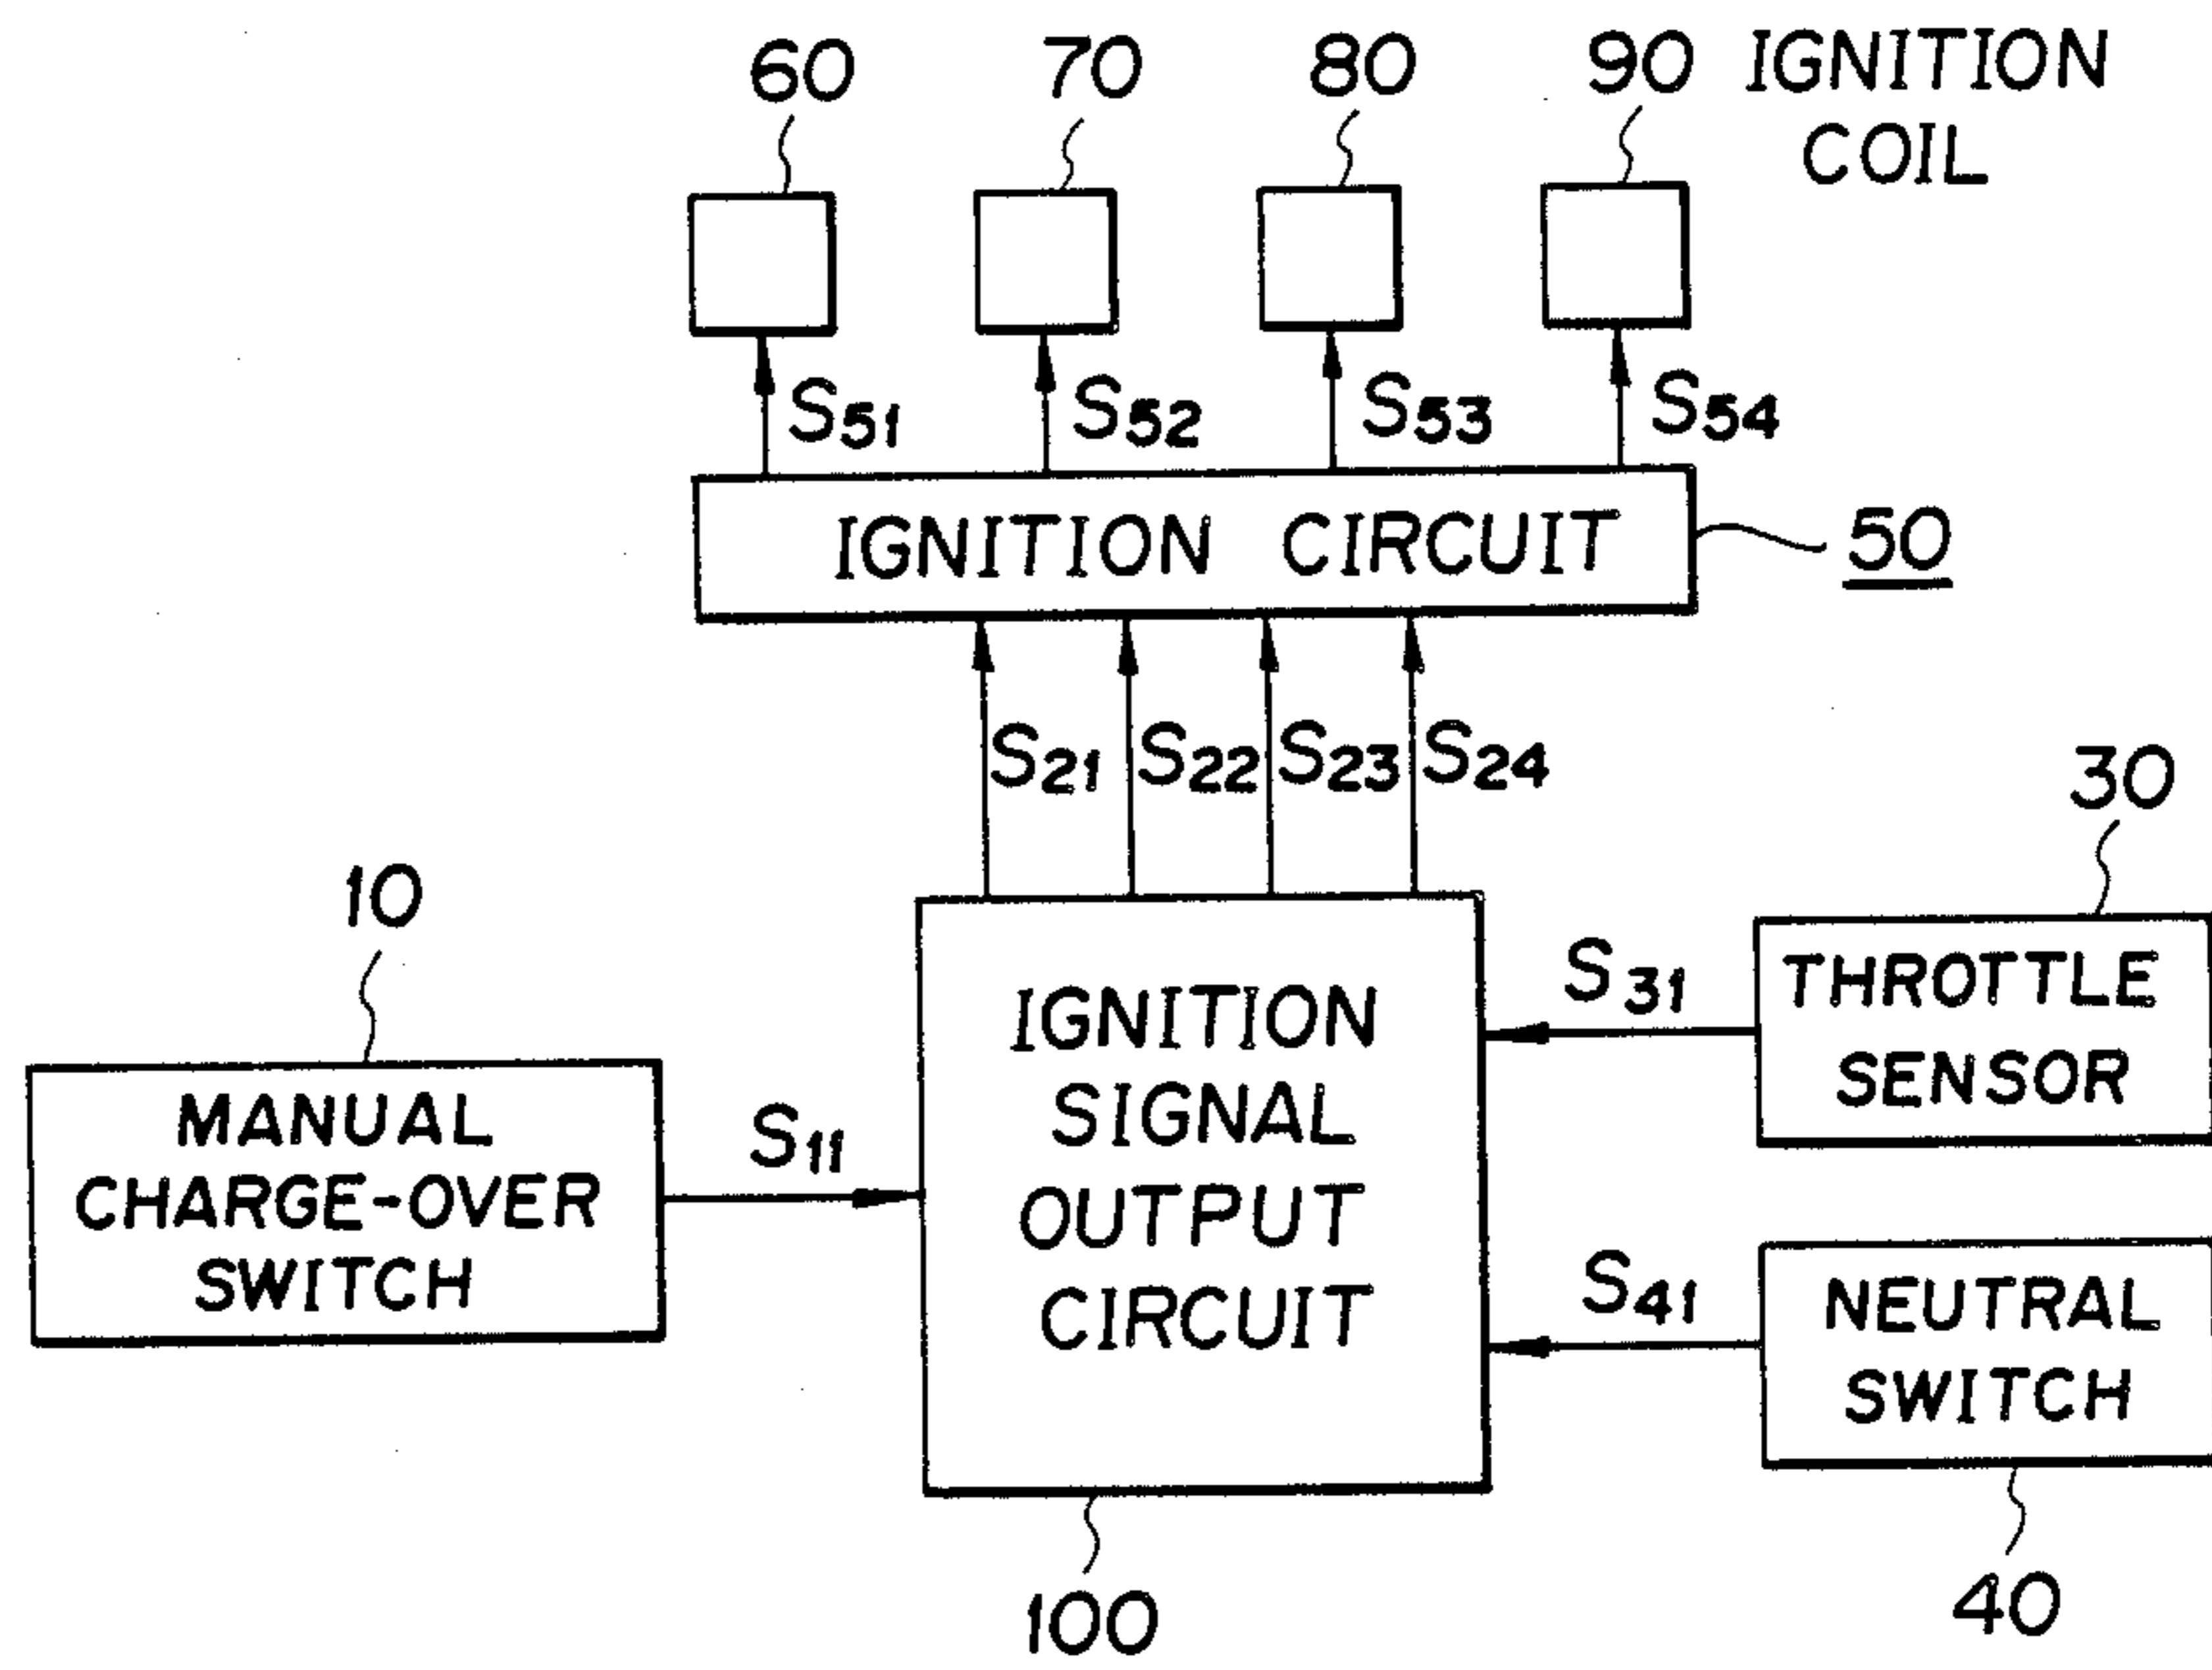 60 70 80 90 IGNITION
COIL
S51 S52 S53 S54
IGNITION CIRCUIT
50
S21 S22 S23 S24
30
10
THROTTLE
SENSOR
S31
IGNITION
SIGNAL
OUTPUT
CIRCUIT
MANUAL
CHARGE-OVER
SWITCH
S11
S41
NEUTRAL
SWITCH
100
40